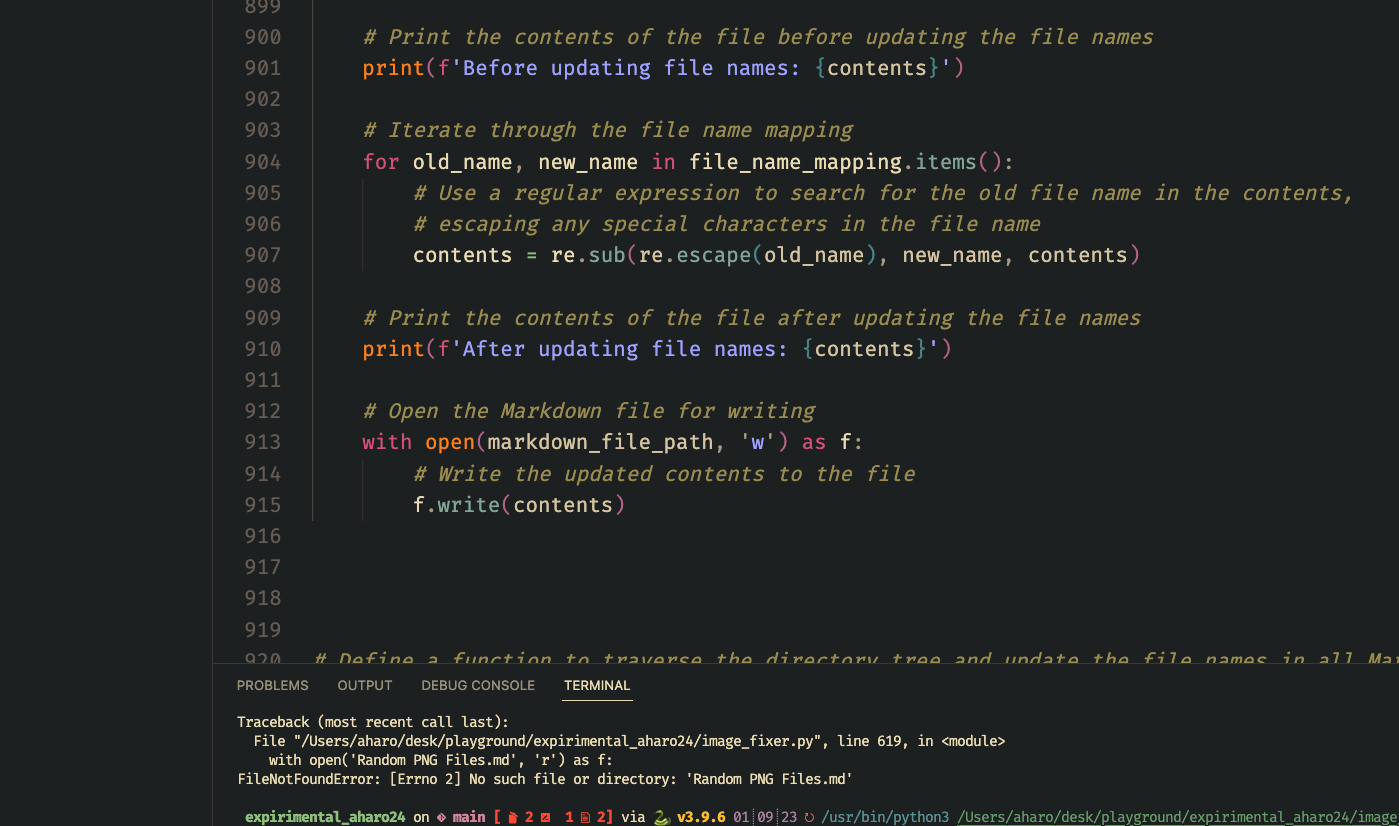 899
900 # Print the contents of the file before updating the file names
901 print(f'Before updating file names: {contents}')
902
903 # Iterate through the file name mapping
904 for old_name, new_name in file_name_mapping.items():
905 # Use a regular expression to search for the old file name in the contents,
906 # escaping any special characters in the file name
907 contents = re.sub(re.escape(old_name), new_name, contents)
908
909 # Print the contents of the file after updating the file names
910 print(f'After updating file names: {contents}')
911
912 # Open the Markdown file for writing
913 with open(markdown_file_path, 'w') as f:
914 # Write the updated contents to the file
915 f.write(contents)
916
917
918
919
920 # Define a function to traverse the directory tree and update the file names in all Ma
PROBLEMS OUTPUT DEBUG CONSOLE TERMINAL
Traceback (most recent call last):
File "/Users/aharo/desk/playground/expirimental_aharo24/image_fixer.py", line 619, in <module>
with open('Random PNG Files.md', 'r') as f:
FileNotFoundError: [Errno 2] No such file or directory: 'Random PNG Files.md'
expirimental_aharo24 on main [ 2 1 2] via v3.9.6 01 09 23 /usr/bin/python3 /Users/aharo/desk/playground/expirimental_aharo24/image